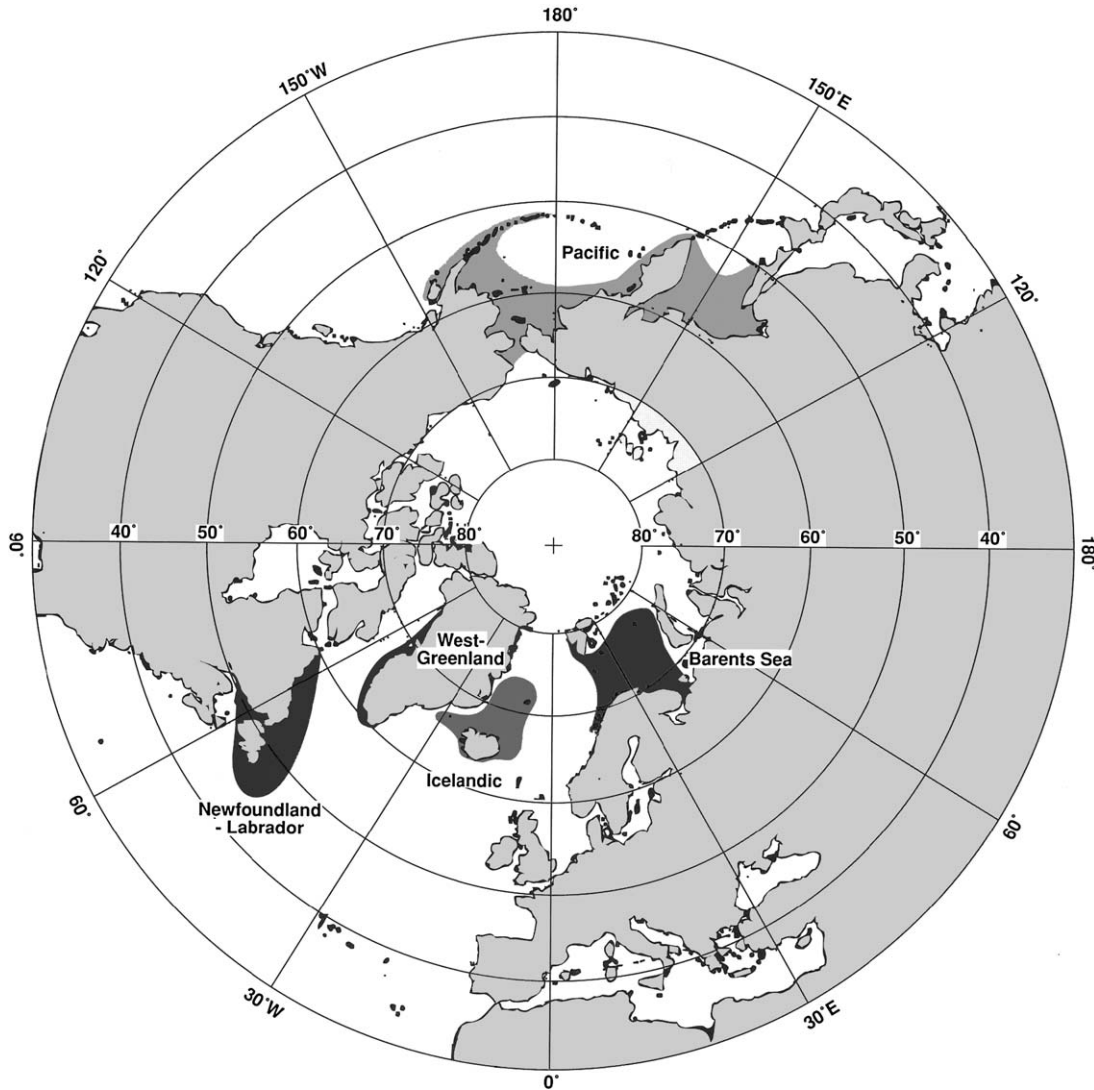 180°
150°W
150°E
120°
Pacific
120°
90°
40°
50°
60°
70°
80°
80°
70°
60°
50°
40°
180°
West-
Greenland
Barents Sea
Icelandic
60°
Newfoundland
- Labrador
60°
30°W
30°E
0°